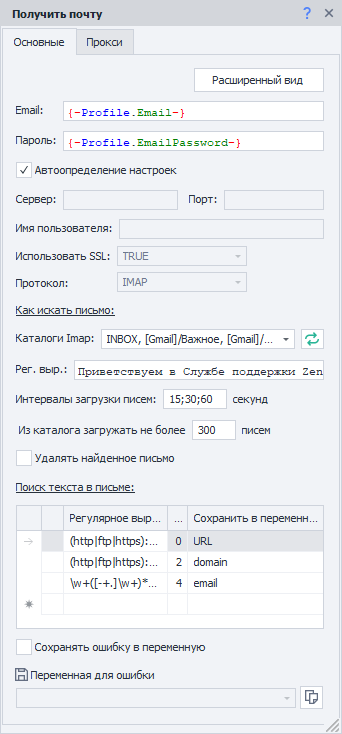 Получить почту ?
Основные Прокси
Расширенный вид
Email: {-Profile.Email-}
Пароль: {-Profile.EmailPassword-}
Автоопределение настроек
Сервер: Порт:
Имя пользователя:
Использовать SSL: TRUE
Протокол: IMAP
Как искать письмо:
Каталоги Imap: INBOX, [Gmail]/Важное, [Gmail]/...
Рег. выр.: Приветствуем в Службе поддержки Zen
Интервалы загрузки писем: 15;30;60 секунд
Из каталога загружать не более 300 писем
Удалять найденное письмо
Поиск текста в письме:
Регулярное выр... ... Сохранить в переменн...
(http|ftp|https):... 0 URL
(http|ftp|https):... 2 domain
\w+([-+.]\w+)*... 4 email
Сохранять ошибку в переменную
Переменная для ошибки